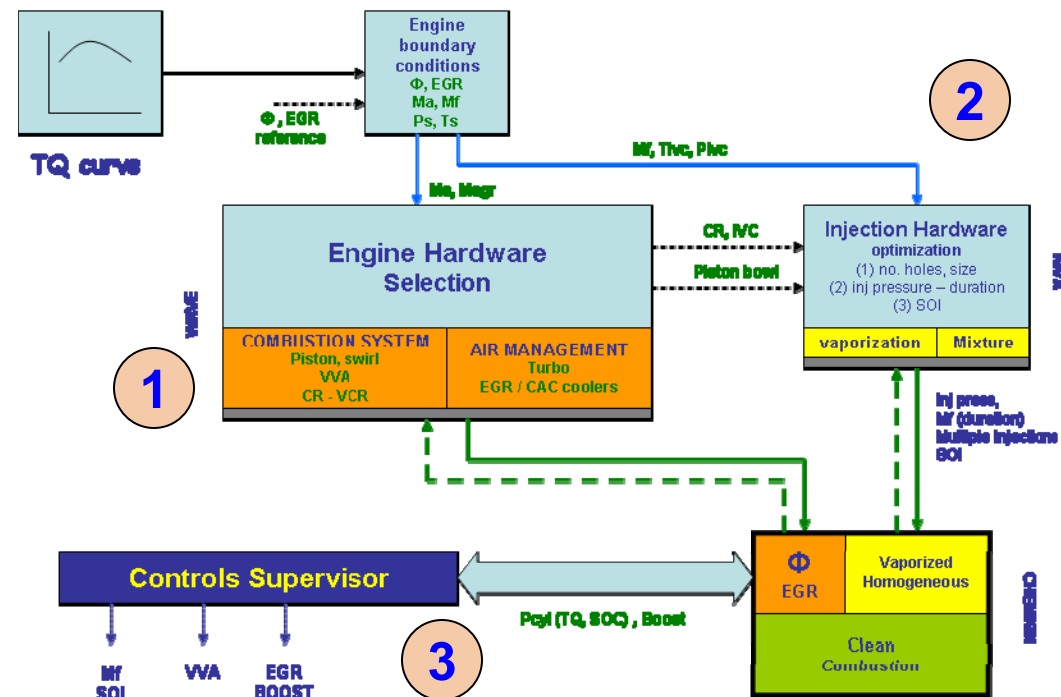 TQ curve
Engine
boundary
conditions
Φ, EGR
Ma, Mf
Ps, Ts
Φ, EGR
reference
2
Mf, Tivc, Pivc
Ma, Megr
Engine Hardware
Selection
CR, IVC
Piston bowl
Injection Hardware
optimization
(1) no. holes, size
(2) inj pressure – duration
(3) SOI
vaporization
Mixture
WAVE
1
COMBUSTION SYSTEM
Piston, swirl
VVA
CR - VCR
AIR MANAGEMENT
Turbo
EGR / CAC coolers
Inj press,
Mf (duration)
Multiple Injections
SOI
Controls Supervisor
Φ
EGR
Vaporized
Homogeneous
Clean
Combustion
CHEMKIN
Pcyl (TQ, SOC) , Boost
3
Mf
SOI
VVA
EGR
BOOST